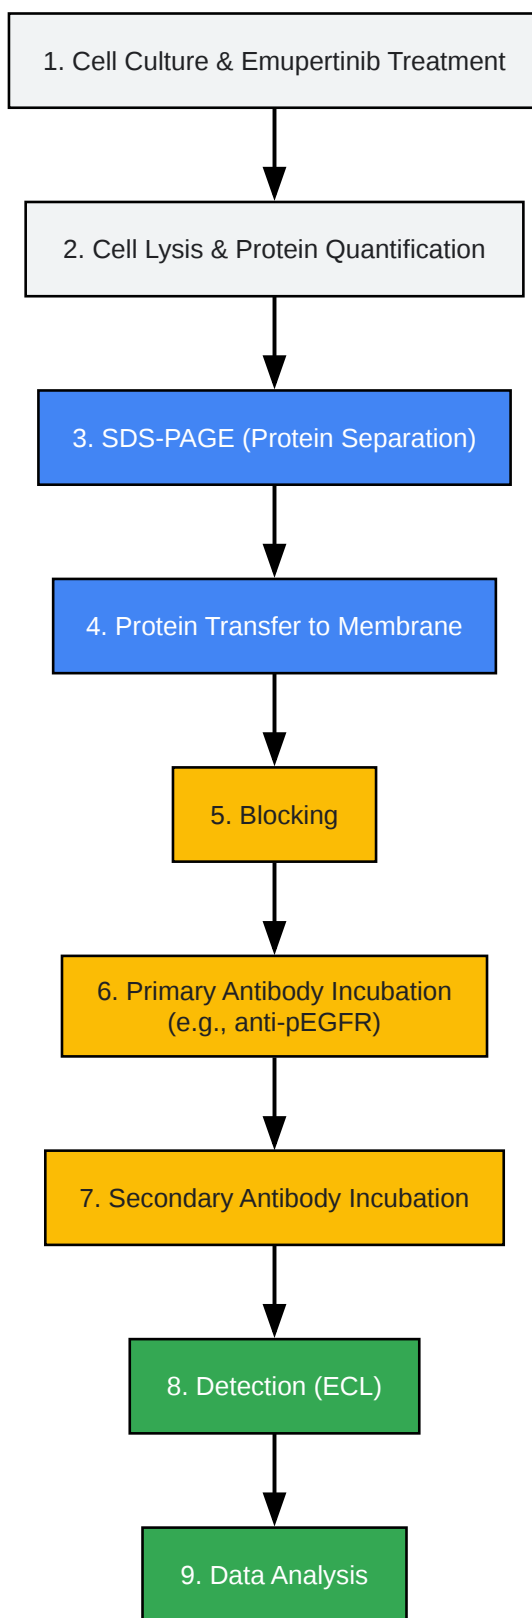 1. Cell Culture & Emupertinib Treatment
2. Cell Lysis & Protein Quantification
3. SDS-PAGE (Protein Separation)
4. Protein Transfer to Membrane
5. Blocking
6. Primary Antibody Incubation
(e.g., anti-pEGFR)
7. Secondary Antibody Incubation
8. Detection (ECL)
9. Data Analysis